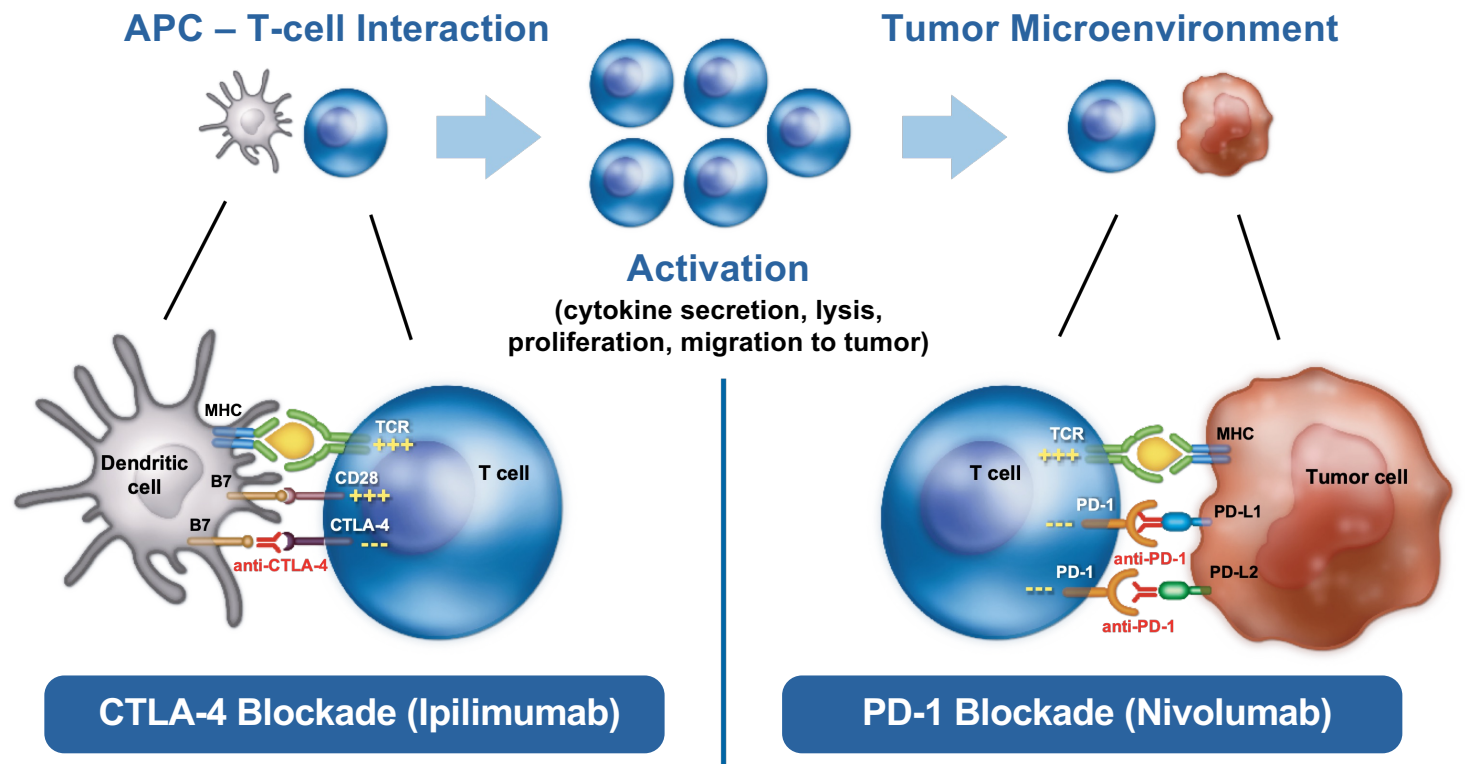 APC – T-cell Interaction
Tumor Microenvironment
Activation
(cytokine secretion, lysis,
proliferation, migration to tumor)
MHC
TCR
+++
Dendritic
cell
T cell
B7
CD28
+++
B7
CTLA-4
---
anti-CTLA-4
TCR
+++
MHC
T cell
Tumor cell
PD-1
---
PD-L1
anti-PD-1
PD-1
---
PD-L2
anti-PD-1
CTLA-4 Blockade (Ipilimumab)
PD-1 Blockade (Nivolumab)